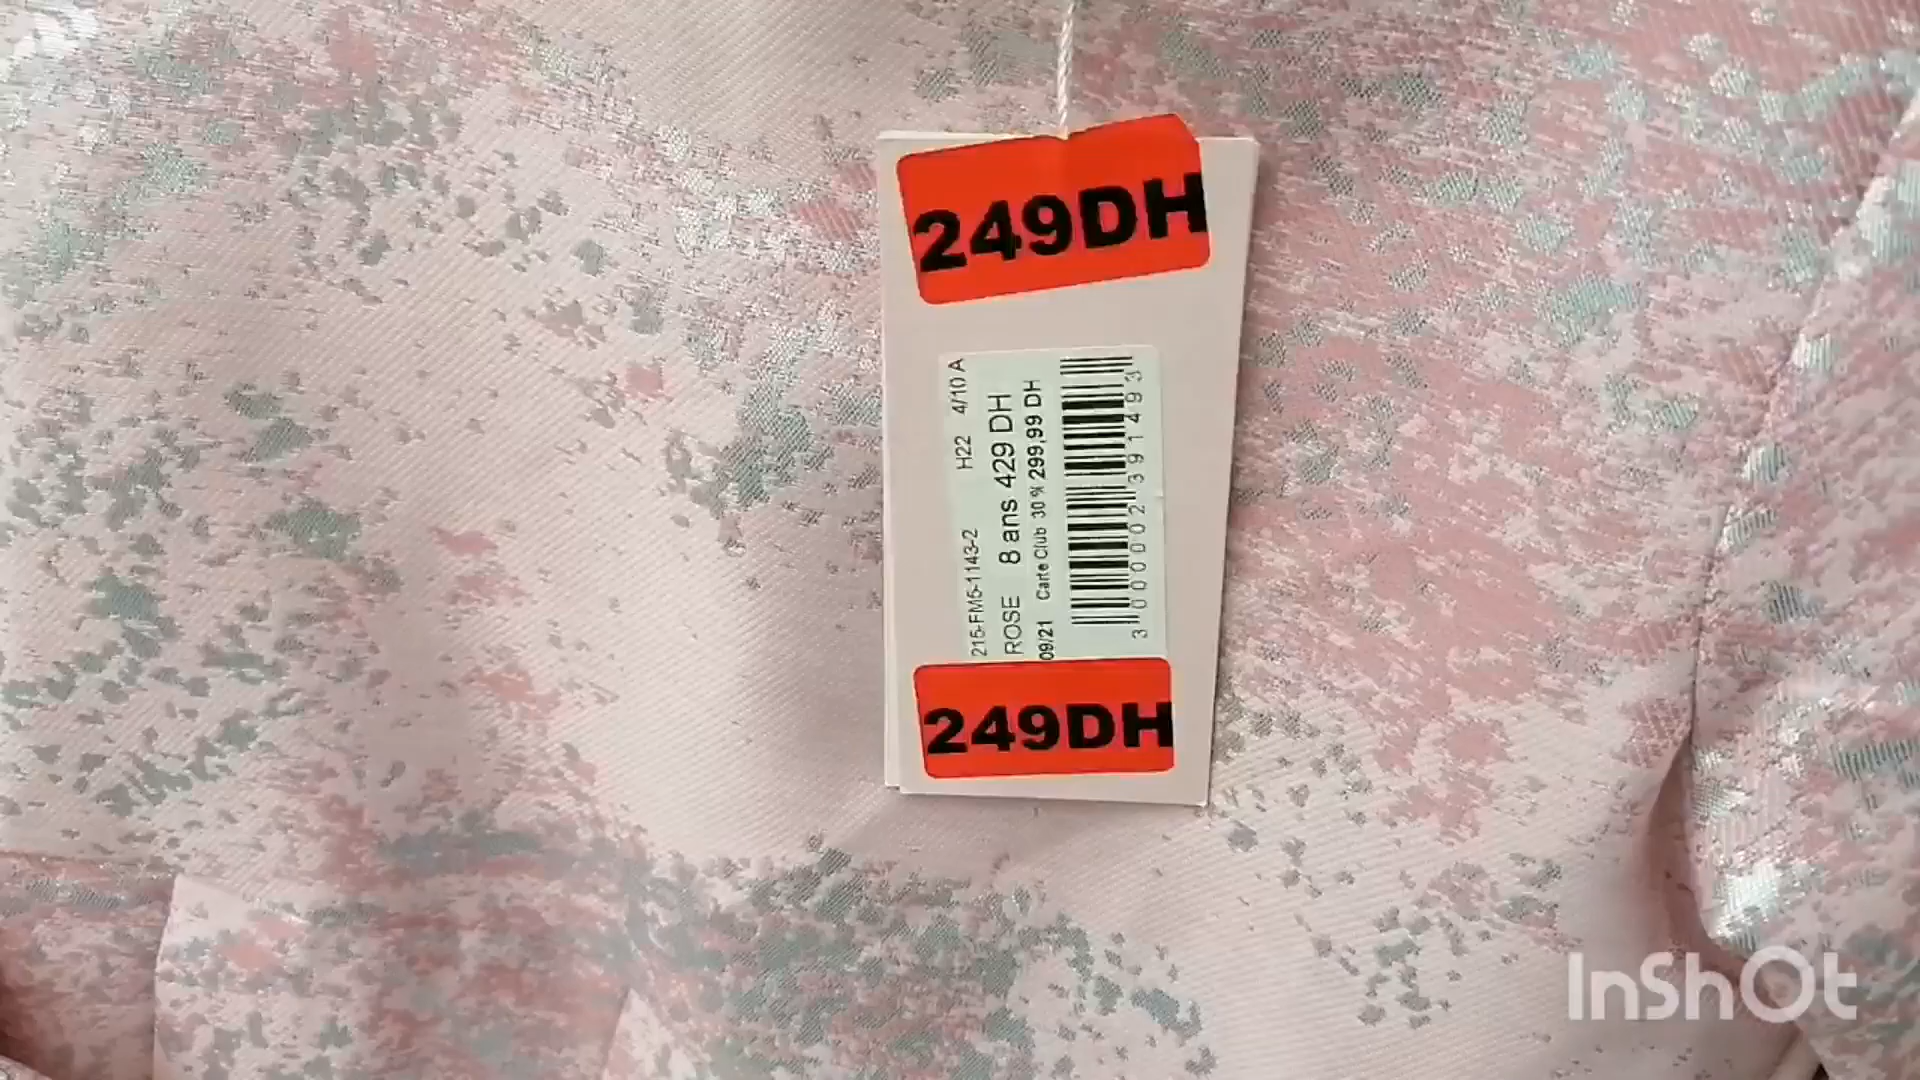 249DH
215-FM5-1143-2 H22 4/10 A
ROSE 8 ans 429 DH
09/21 Carte Club 30 % 299,99 DH
3000002391493
249DH
InShOt